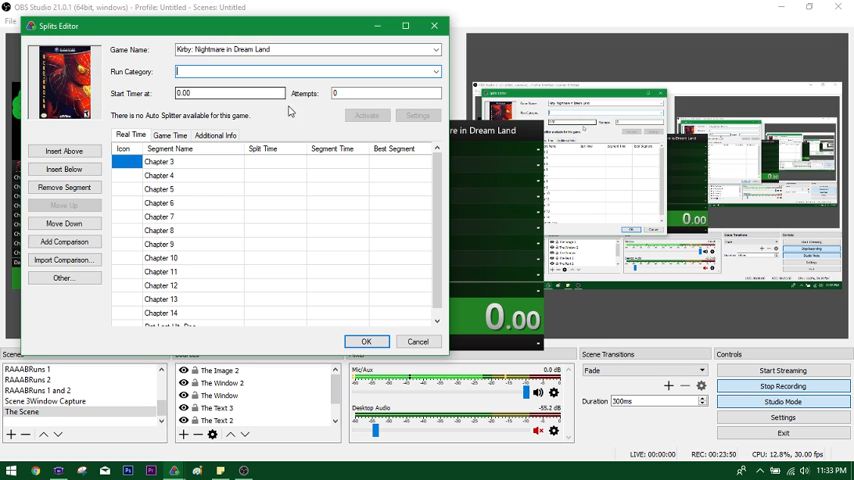 OBS Studio 21.0.1 (64bit, windows) - Profile: Untitled - Scenes: Untitled
File
Splits Editor
Game Name:
Kirby: Nightmare in Dream Land
Run Category:
Start Timer at:
0.00
Attempts:
0
There is no Auto Splitter available for this game.
Activate
Settings
Real Time
Game Time
Additional Info
Icon
Segment Name
Split Time
Segment Time
Best Segment
Insert Above
Insert Below
Remove Segment
Move Up
Move Down
Add Comparison
Import Comparison...
Other...
Chapter 3
Chapter 4
Chapter 5
Chapter 6
Chapter 7
Chapter 8
Chapter 9
Chapter 10
Chapter 11
Chapter 12
Chapter 13
Chapter 14
OK
Cancel
re in Dream Land
0.00
0.00
Scenes
RAAABRuns 1
RAAABRuns 2
RAAABRuns 1 and 2
Scene 3Window Capture
The Scene
Sources
The Image 2
The Window 2
The Window
The Text 3
The Text 2
Mic/Aux
0.0 dB
Desktop Audio
-55.2 dB
Scene Transitions
Fade
Duration
300ms
Controls
Start Streaming
Stop Recording
Studio Mode
Settings
Exit
LIVE: 00:00:00
REC: 00:23:50
CPU: 12.8%, 30.00 fps
11:33 PM